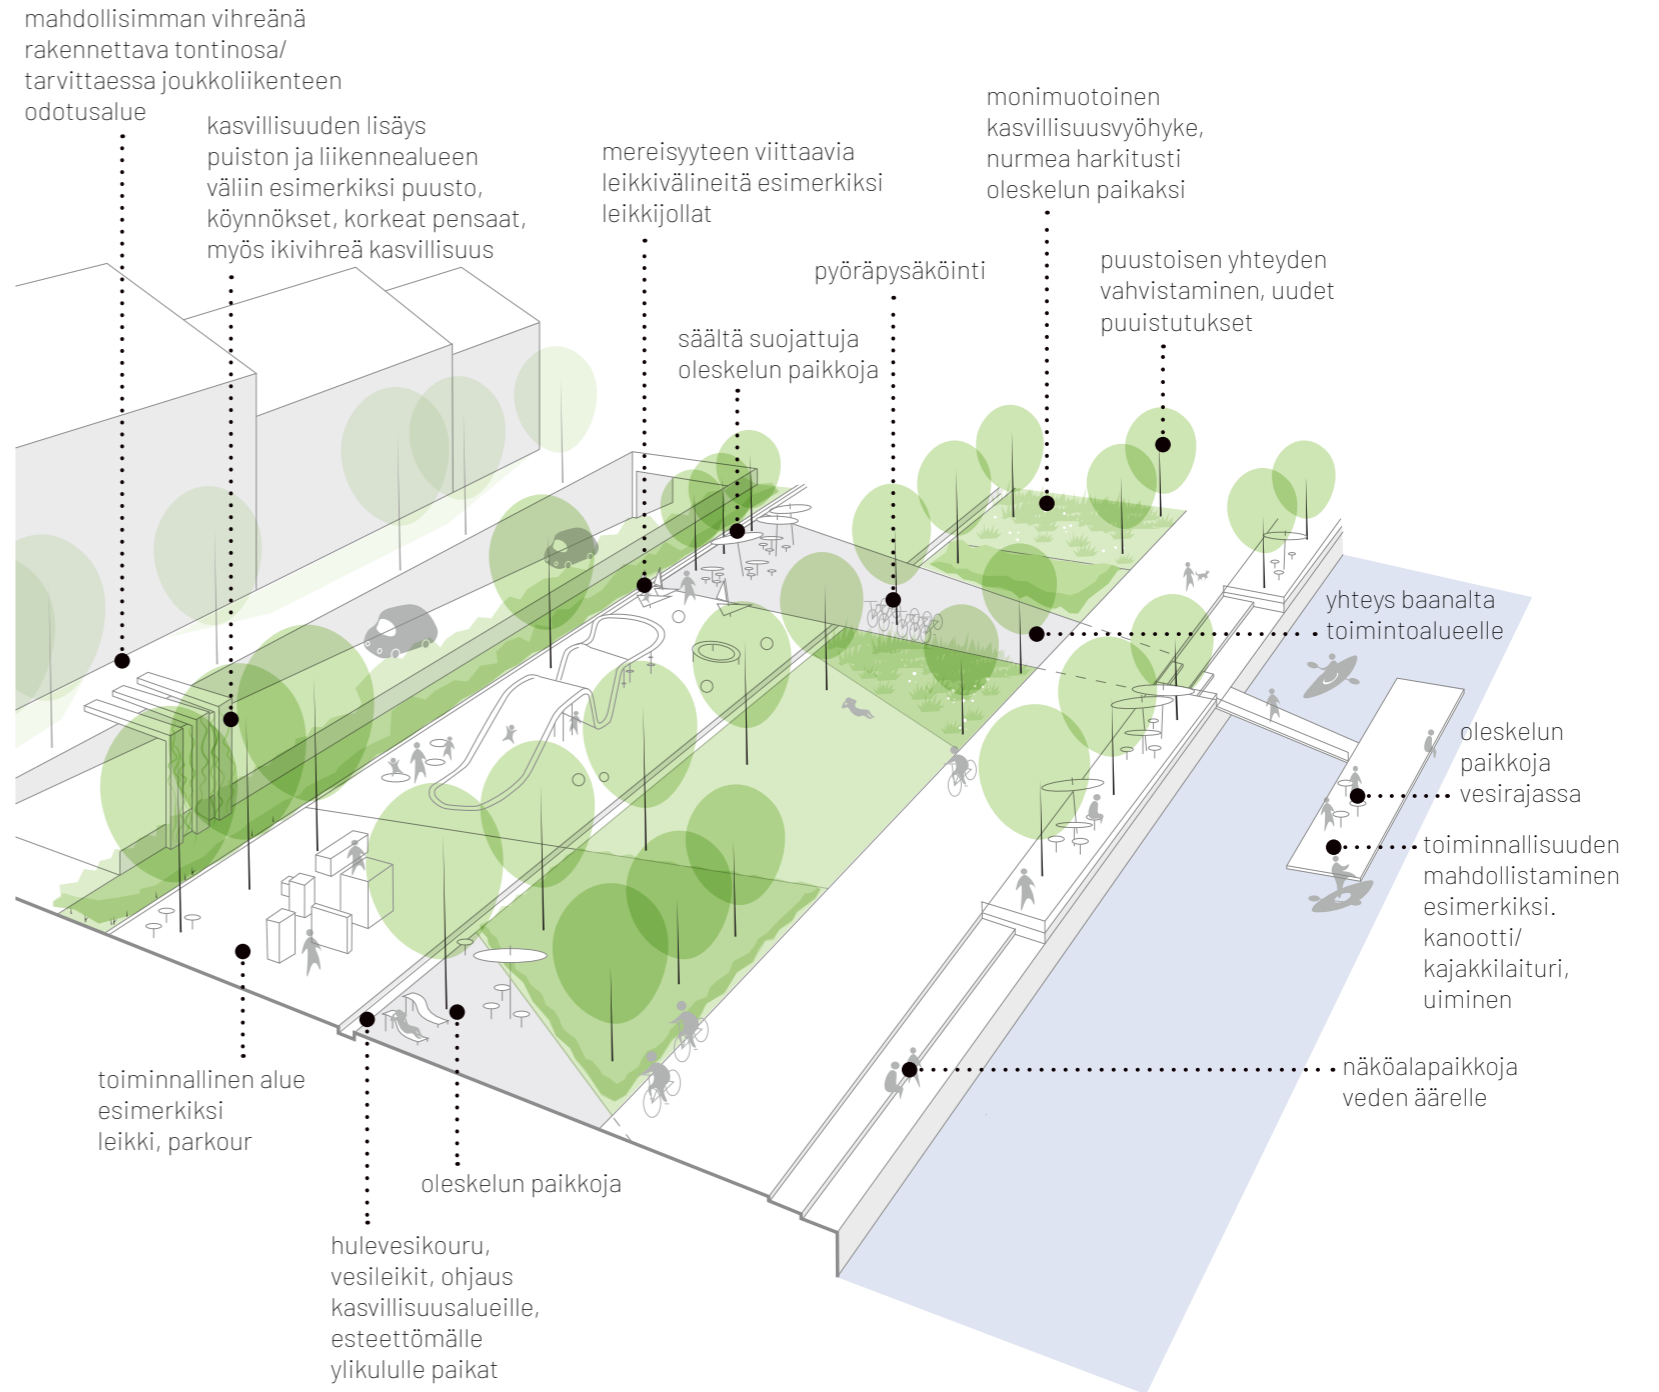 mahdollisimman vihreänä
rakennettava tontinosa/
tarvittaessa joukkoliikenteen
odotusalue
kasvillisuuden lisäys
puiston ja liikennealueen
väliin esimerkiksi puusto,
köynnökset, korkeat pensaat,
myös ikivihreä kasvillisuus
mereisyyteen viittaavia
leikkivälineitä esimerkiksi
leikkijollat
säältä suojattuja
oleskelun paikkoja
pyöräpysäköinti
monimuotoinen
kasvillisuusvyöhyke,
nurmea harkitusti
oleskelun paikaksi
puustoisen yhteyden
vahvistaminen, uudet
puuistutukset
yhteys baanalta
toimintoalueelle
oleskelun
paikkoja
vesirajassa
toiminnallisuuden
mahdollistaminen
esimerkiksi.
kanootti/
kajakkilaituri,
uiminen
näköalapaikkoja
veden äärelle
toiminnallinen alue
esimerkiksi
leikki, parkour
oleskelun paikkoja
hulevesikouru,
vesileikit, ohjaus
kasvillisuusalueille,
esteettömälle
ylikululle paikat